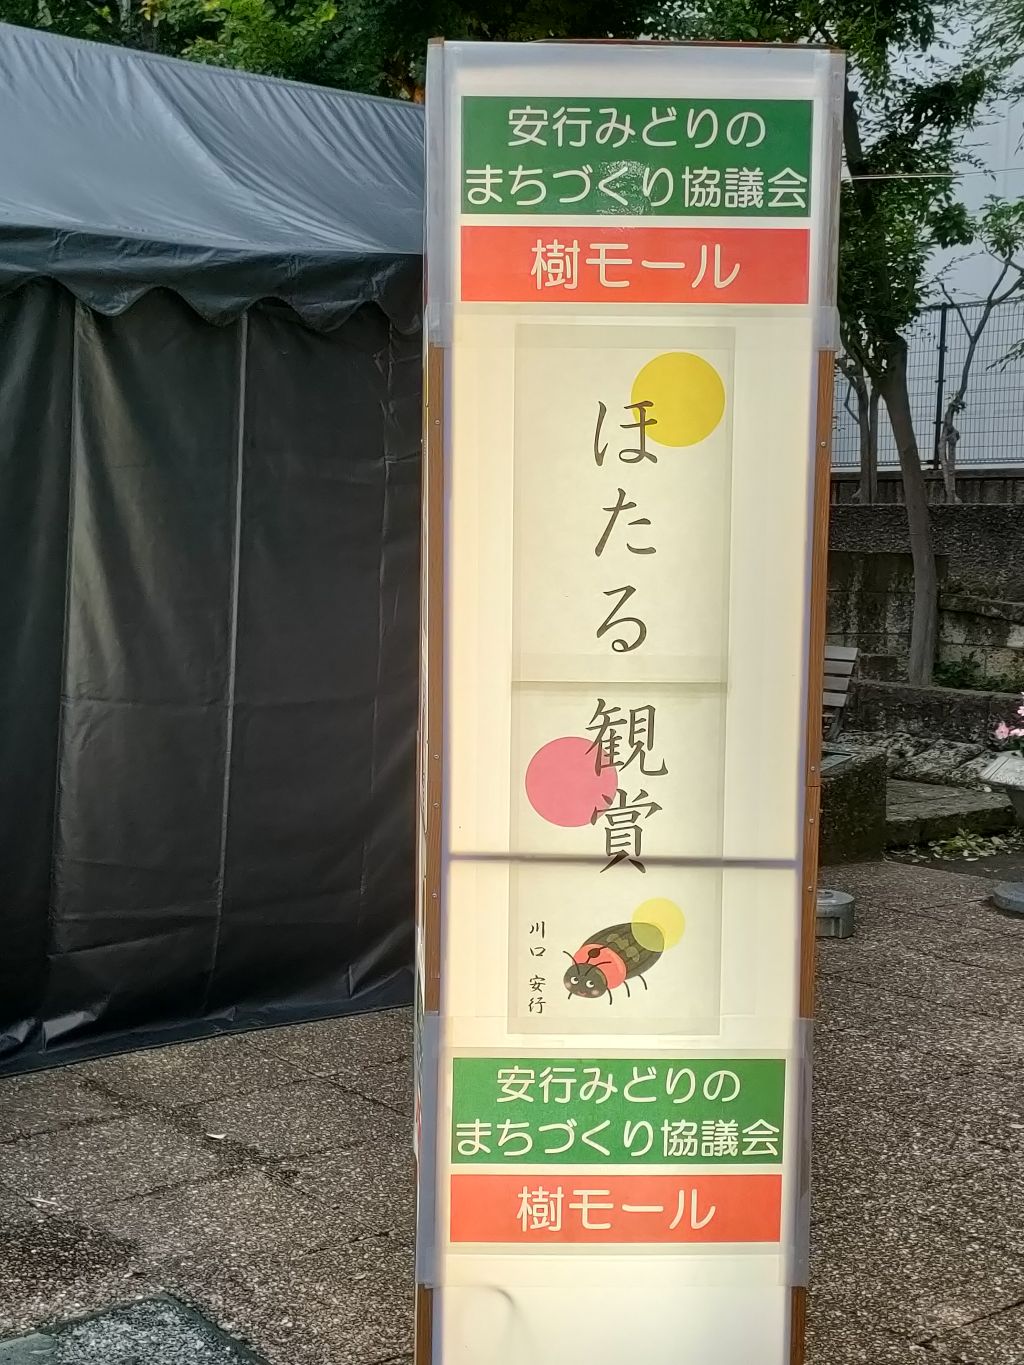 安行みどりの
まちづくり協議会
樹モール
ほたる観賞
川口 安行
安行みどりの
まちづくり協議会
樹モール